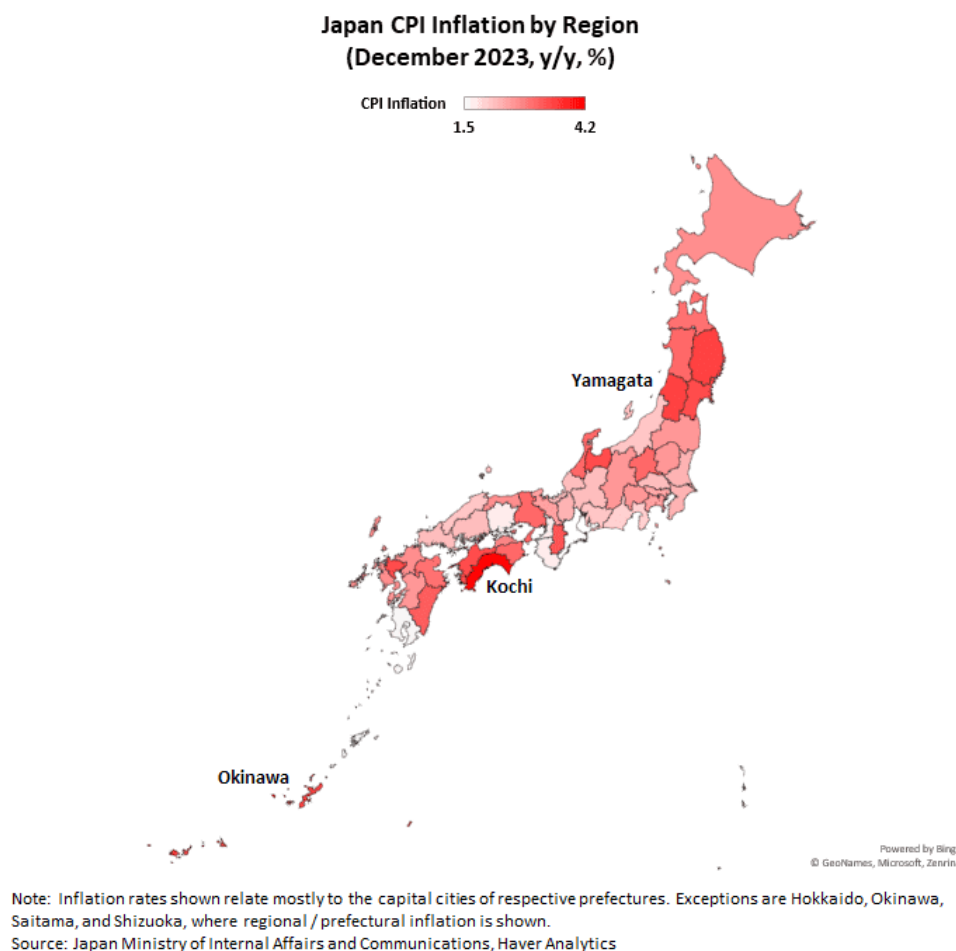 Japan CPI Inflation by Region
(December 2023, y/y, %)
CPI Inflation
1.5 4.2
Yamagata
Kochi
Okinawa
Powered by Bing
© GeoNames, Microsoft, Zenrin
Note: Inflation rates shown relate mostly to the capital cities of respective prefectures. Exceptions are Hokkaido, Okinawa,
Saitama, and Shizuoka, where regional / prefectural inflation is shown.
Source: Japan Ministry of Internal Affairs and Communications, Haver Analytics